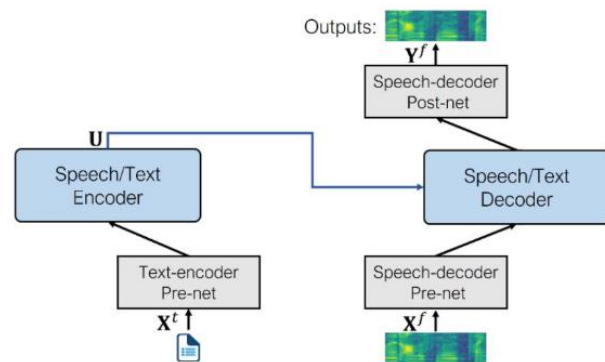 Outputs:
Y^f
Speech-decoder
Post-net
U
Speech/Text
Encoder
Speech/Text
Decoder
Text-encoder
Pre-net
Speech-decoder
Pre-net
X^t
X^f